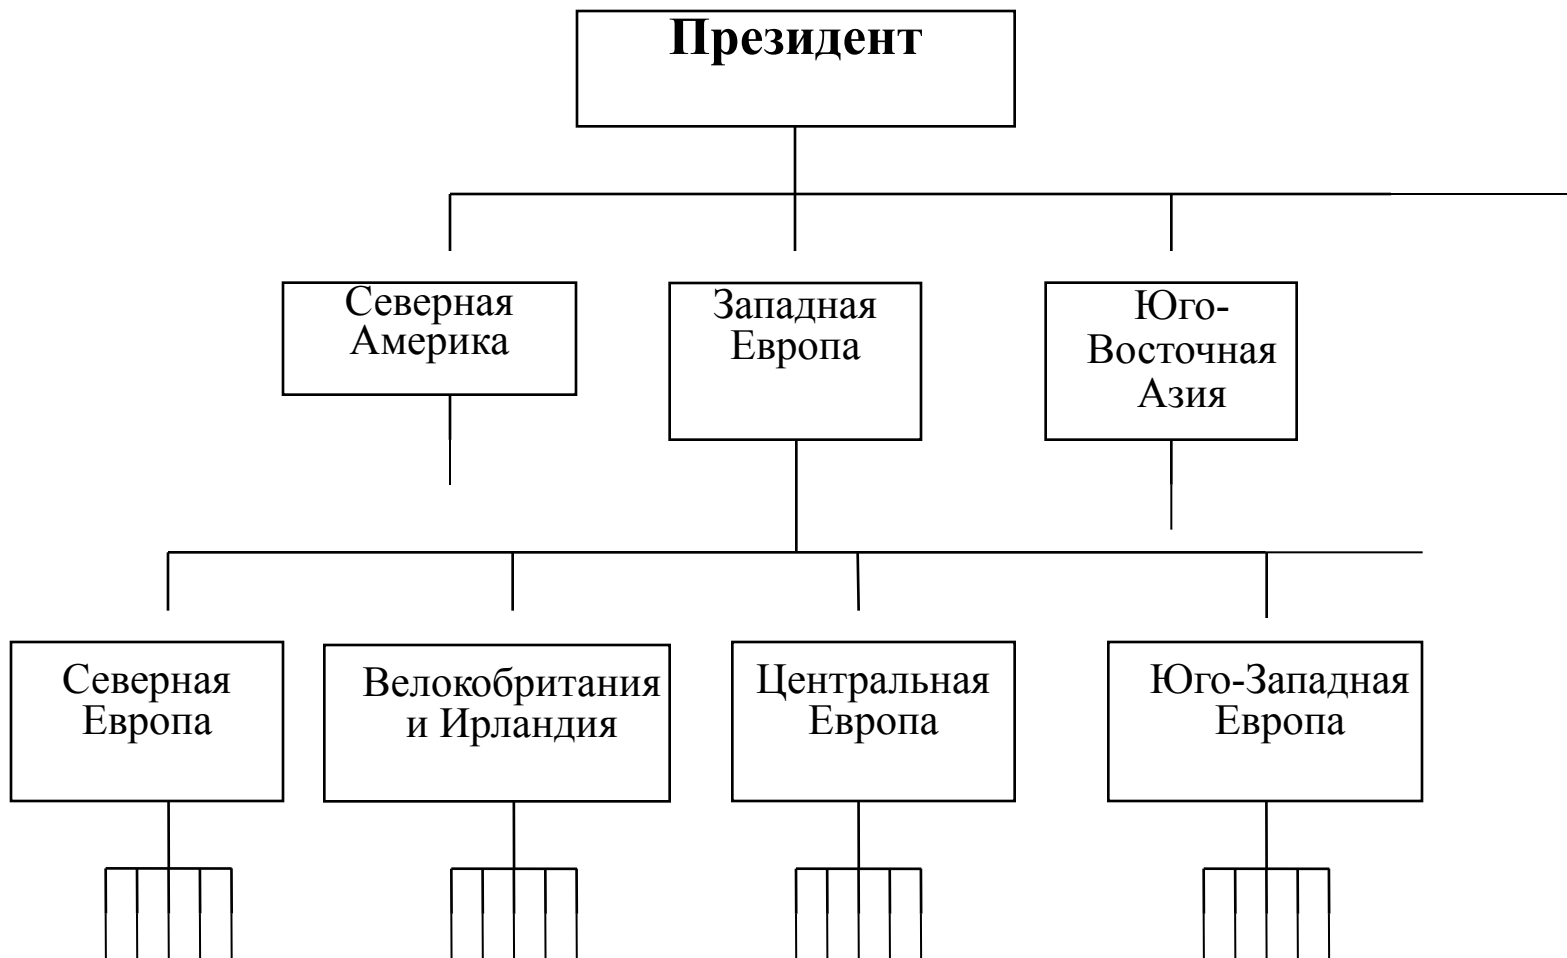 Президент
Северная
Америка
Западная
Европа
Юго-
Восточная
Азия
Северная
Европа
Велокобритания
и Ирландия
Центральная
Европа
Юго-Западная
Европа